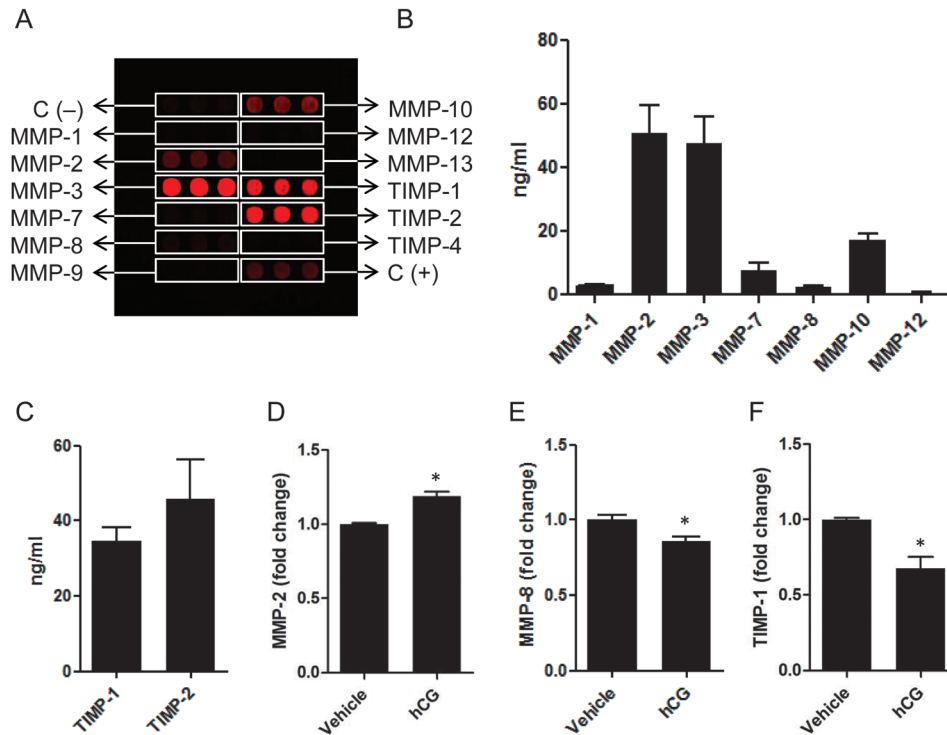 A
C (–)
MMP-1
MMP-2
MMP-3
MMP-7
MMP-8
MMP-9
MMP-10
MMP-12
MMP-13
TIMP-1
TIMP-2
TIMP-4
C (+)
B
ng/ml
80
60
40
20
0
MMP-1
MMP-2
MMP-3
MMP-7
MMP-8
MMP-10
MMP-12
C
ng/ml
60
40
20
0
TIMP-1
TIMP-2
D
MMP-2 (fold change)
1.5
1.0
0.5
0.0
*
Vehicle
hCG
E
MMP-8 (fold change)
1.5
1.0
0.5
0.0
*
Vehicle
hCG
F
TIMP-1 (fold change)
1.5
1.0
0.5
0.0
*
Vehicle
hCG